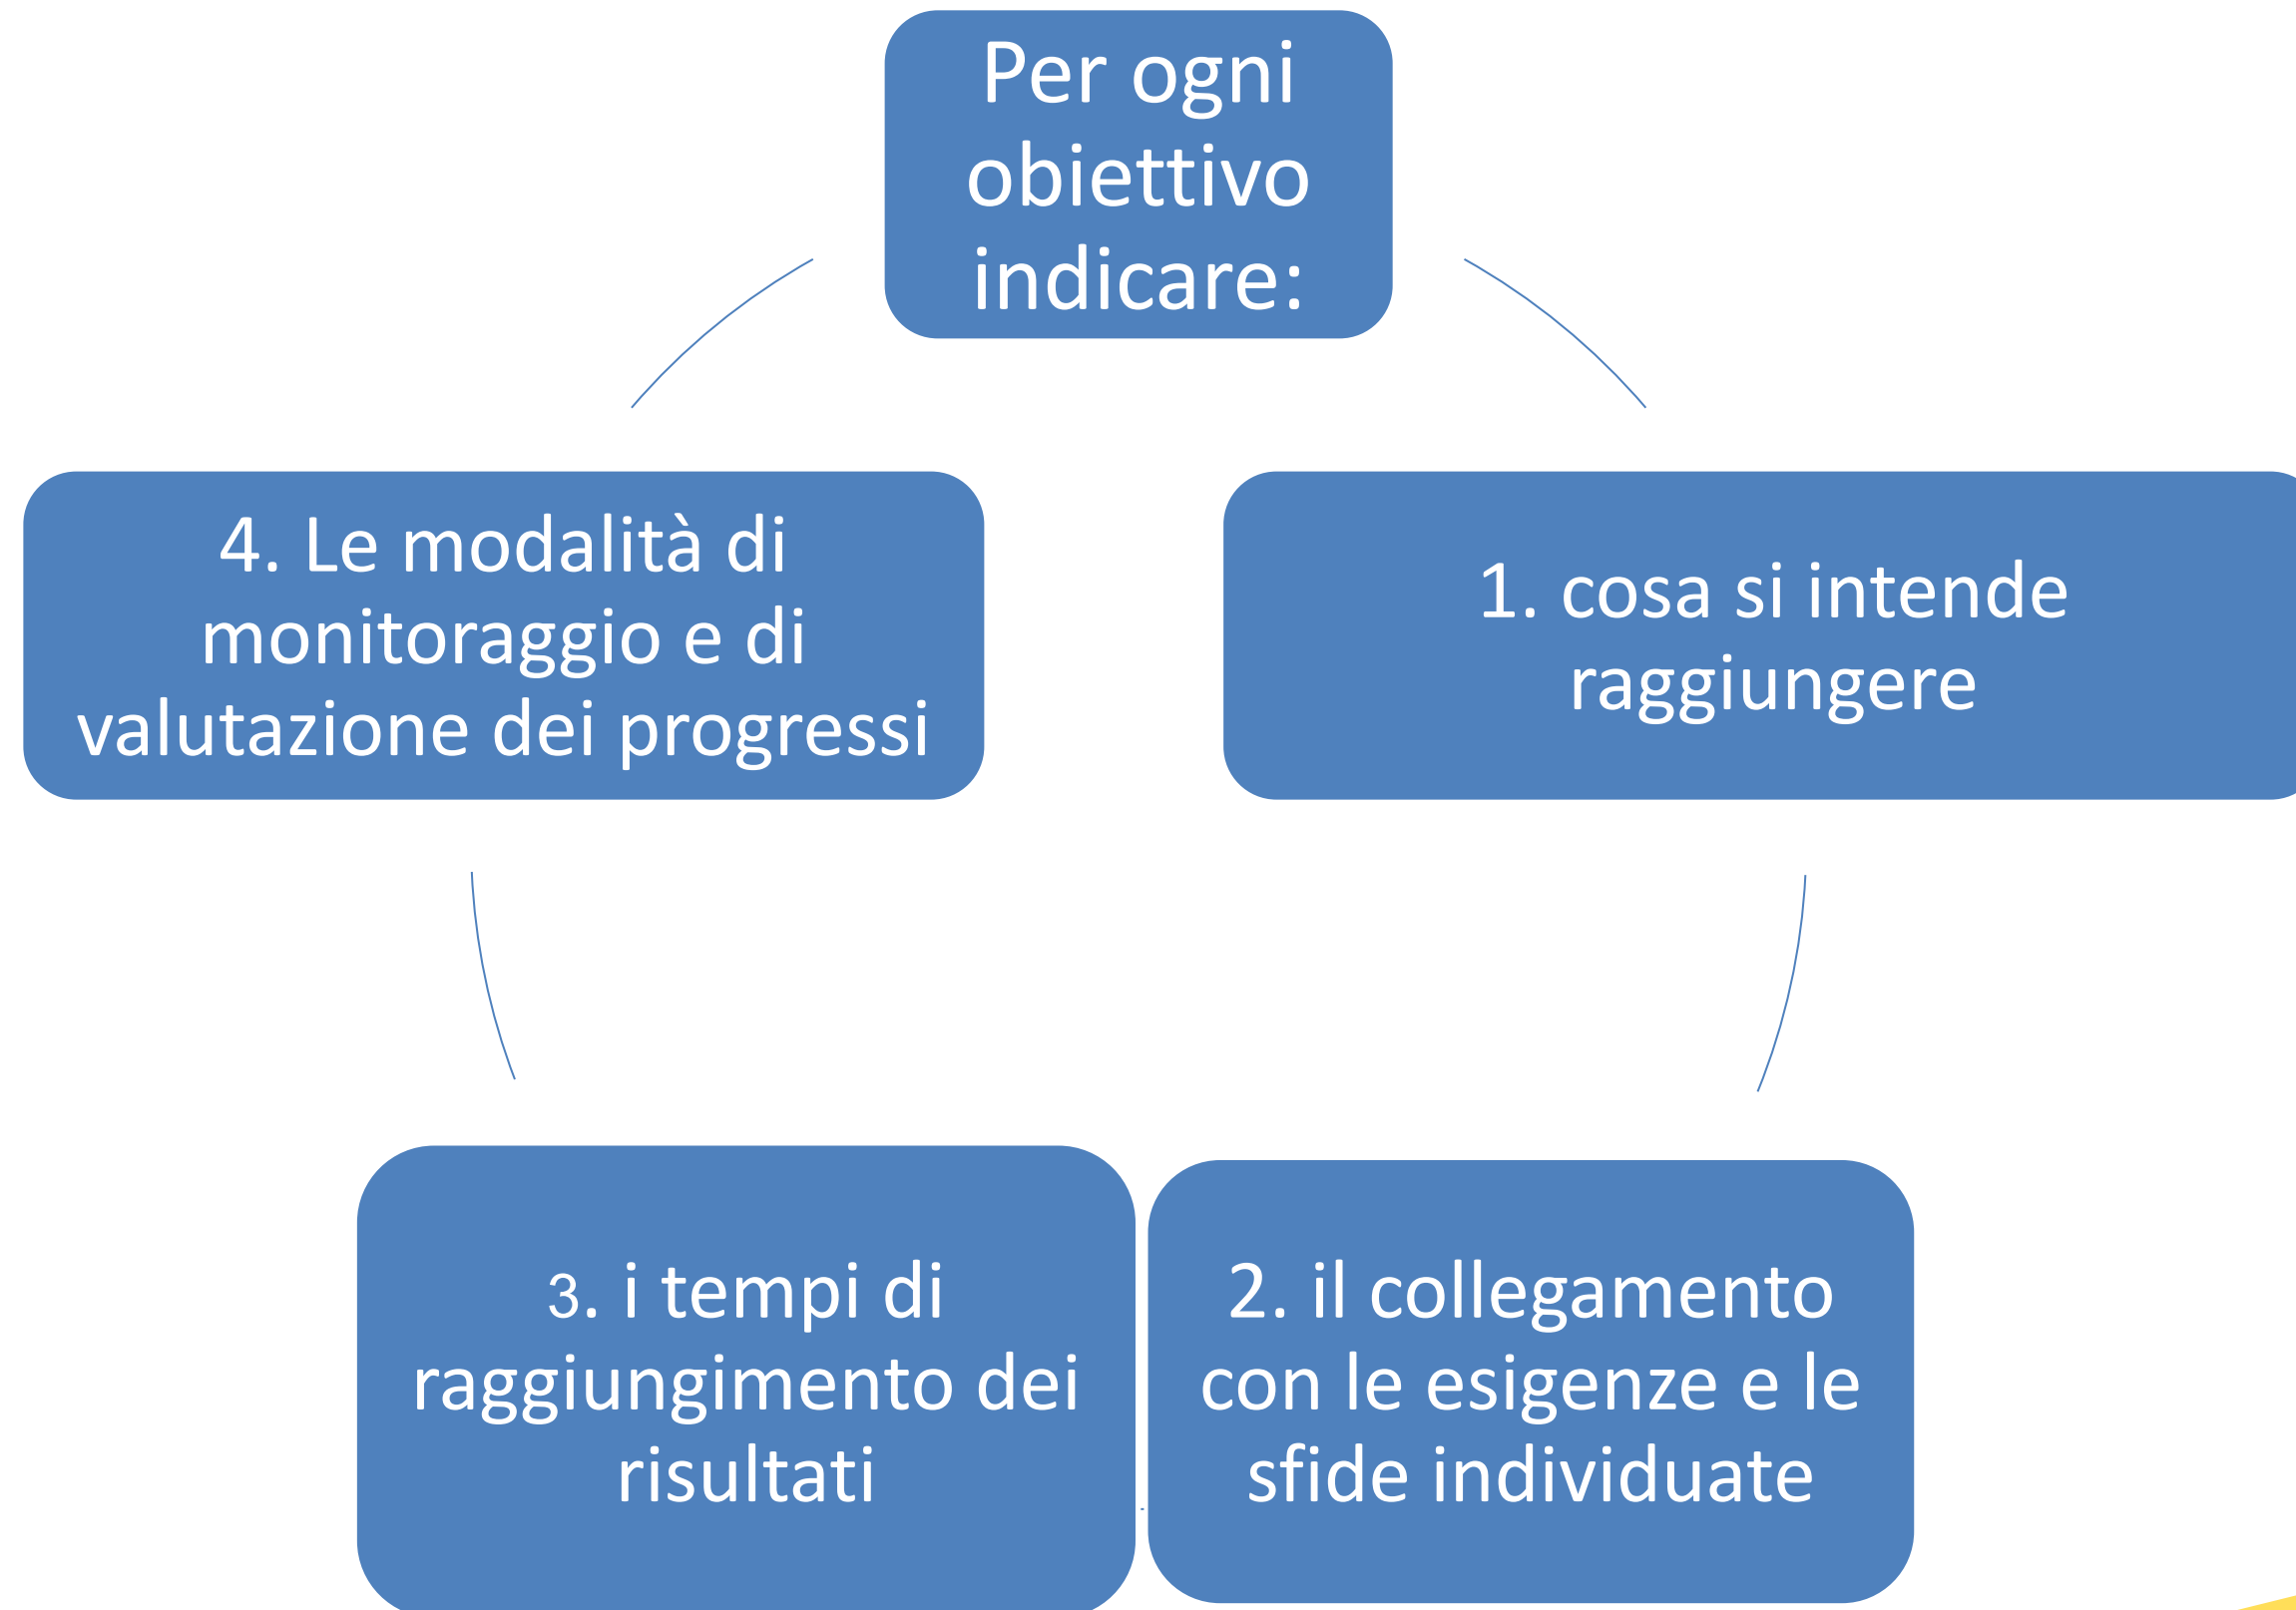 Per ogni
obiettivo
indicare:
1. cosa si intende
raggiungere
2. il collegamento
con le esigenze e le
sfide individuate
3. i tempi di
raggiungimento dei
risultati
4. Le modalità di
monitoraggio e di
valutazione dei progressi